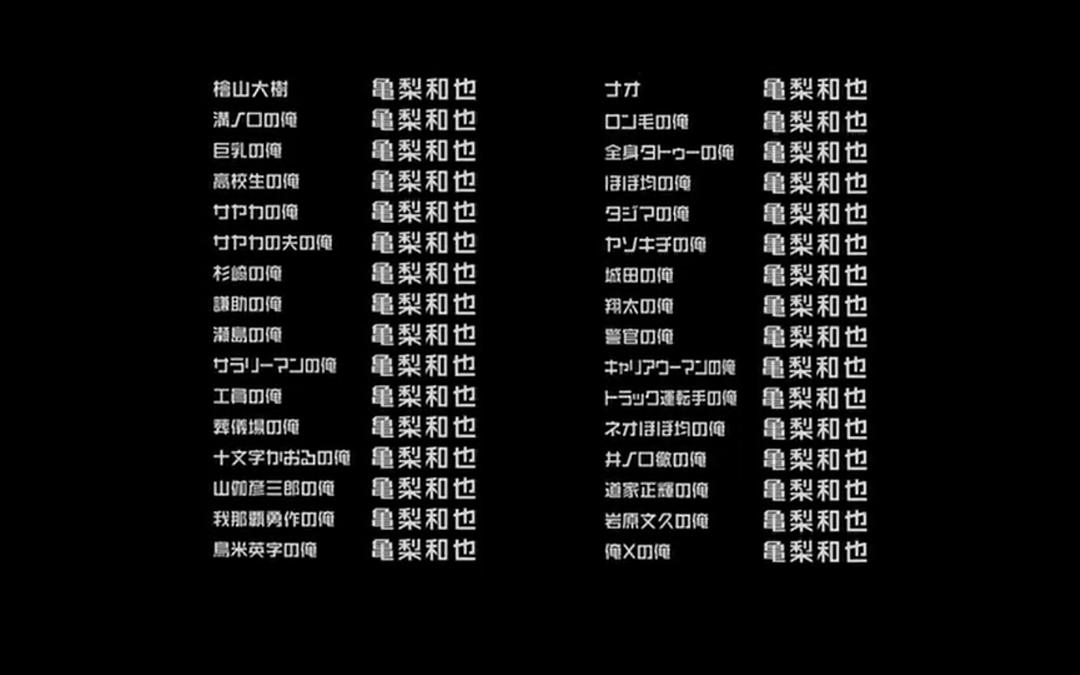 檜山大樹 亀梨和也
溝ノ口の俺 亀梨和也
巨乳の俺 亀梨和也
高校生の俺 亀梨和也
サヤカの俺 亀梨和也
サヤカの夫の俺 亀梨和也
杉崎の俺 亀梨和也
謙助の俺 亀梨和也
瀬島の俺 亀梨和也
サラリーマンの俺 亀梨和也
工員の俺 亀梨和也
葬儀場の俺 亀梨和也
十文字かおるの俺 亀梨和也
山伽彦三郎の俺 亀梨和也
我那覇勇作の俺 亀梨和也
鳥米英字の俺 亀梨和也
ナオ 亀梨和也
ロン毛の俺 亀梨和也
全身タトゥーの俺 亀梨和也
ほぼ均の俺 亀梨和也
タジマの俺 亀梨和也
ヤソキチの俺 亀梨和也
城田の俺 亀梨和也
翔太の俺 亀梨和也
警官の俺 亀梨和也
キャリアウーマンの俺 亀梨和也
トラック運転手の俺 亀梨和也
ネオほぼ均の俺 亀梨和也
井ノ口徹の俺 亀梨和也
道家正輝の俺 亀梨和也
岩原文久の俺 亀梨和也
俺Xの俺 亀梨和也